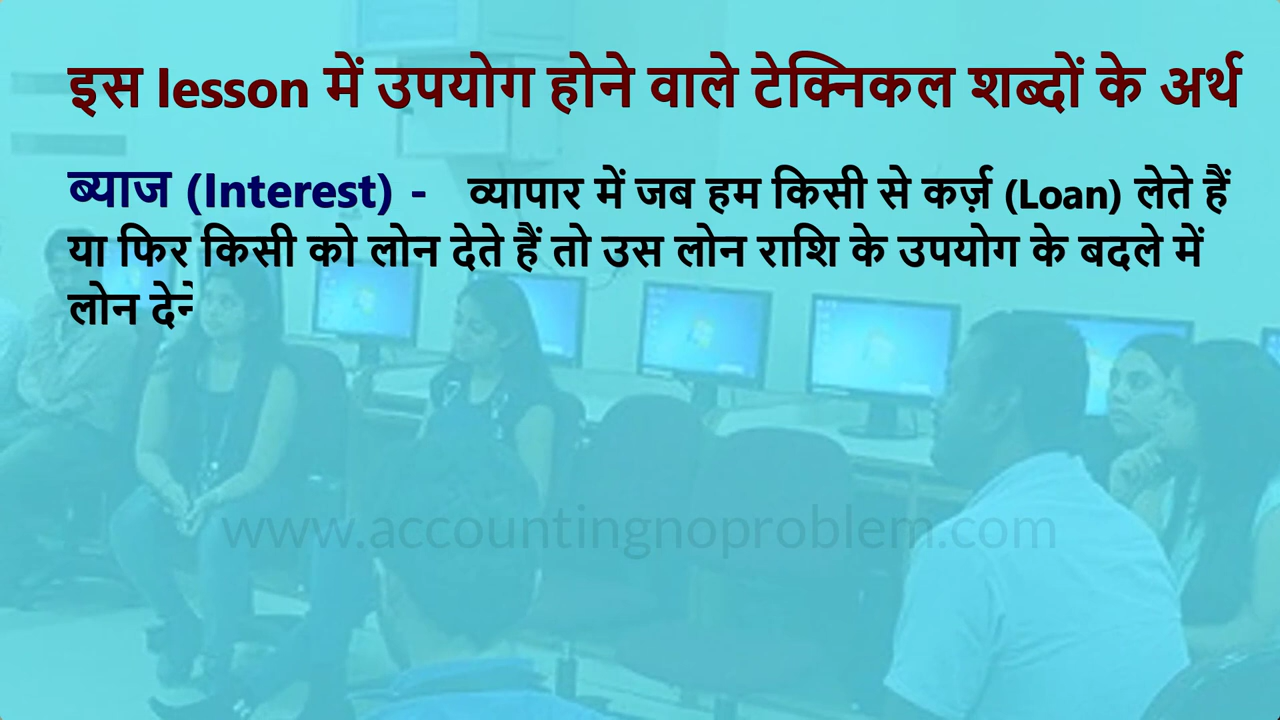 इस lesson में उपयोग होने वाले टेक्निकल शब्दों के अर्थ
ब्याज (Interest) - व्यापार में जब हम किसी से कर्ज़ (Loan) लेते हैं
या फिर किसी को लोन देते हैं तो उस लोन राशि के उपयोग के बदले में
लोन देने
www.accountingnoproblem.com